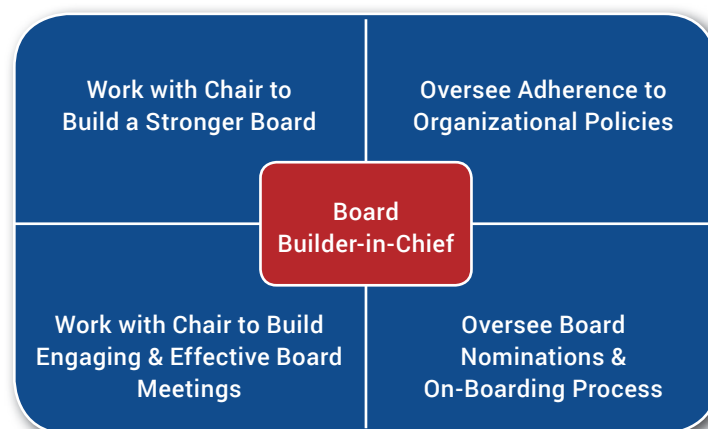 Work with Chair to
Build a Stronger Board
Oversee Adherence to
Organizational Policies
Board
Builder-in-Chief
Work with Chair to Build
Engaging & Effective Board
Meetings
Oversee Board
Nominations &
On-Boarding Process